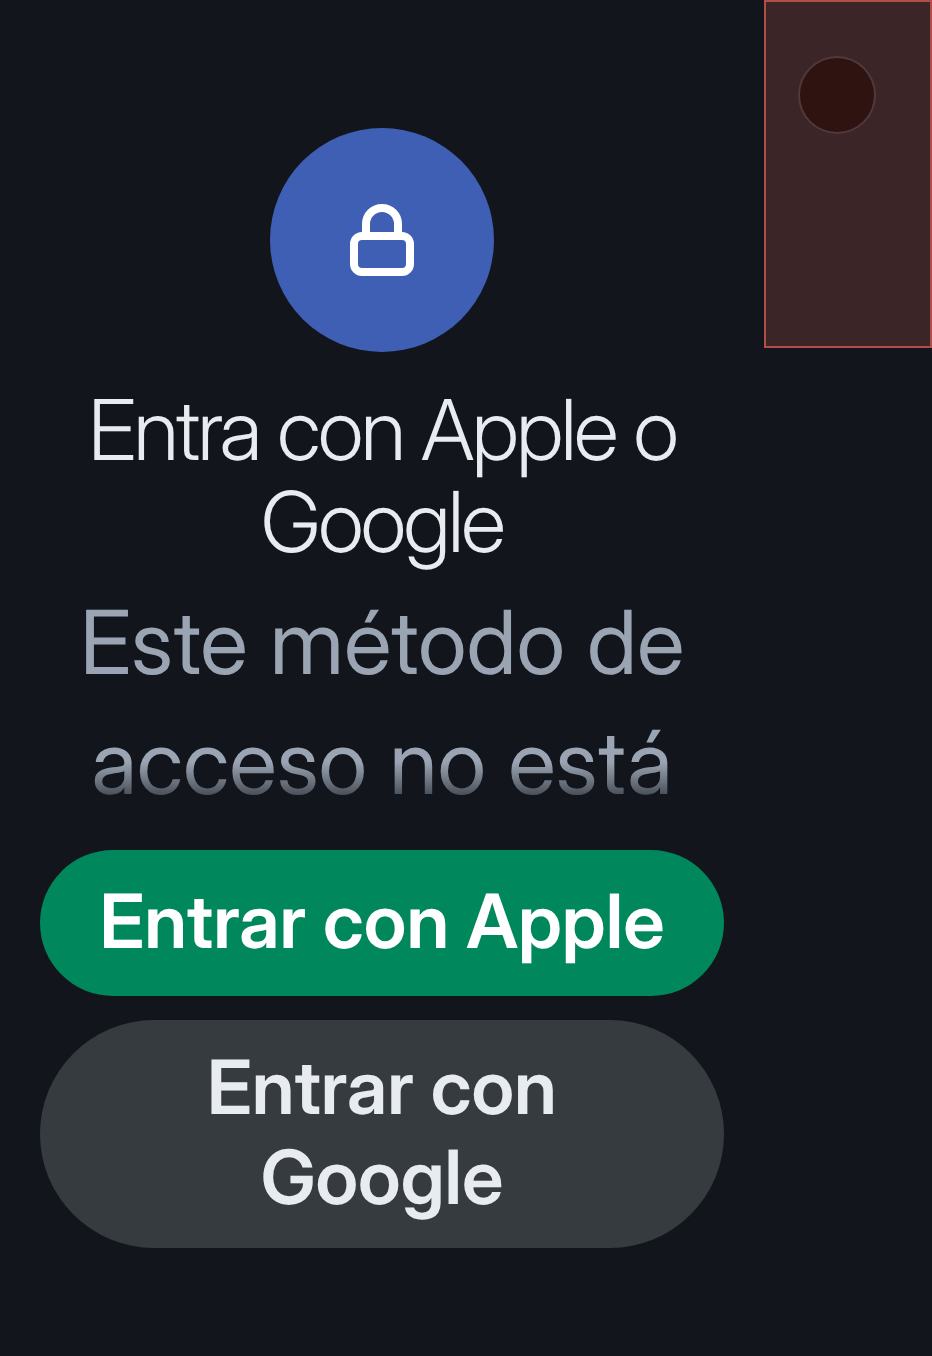 Entra con Apple o
Google
Este método de
acceso no está
Entrar con Apple
Entrar con
Google